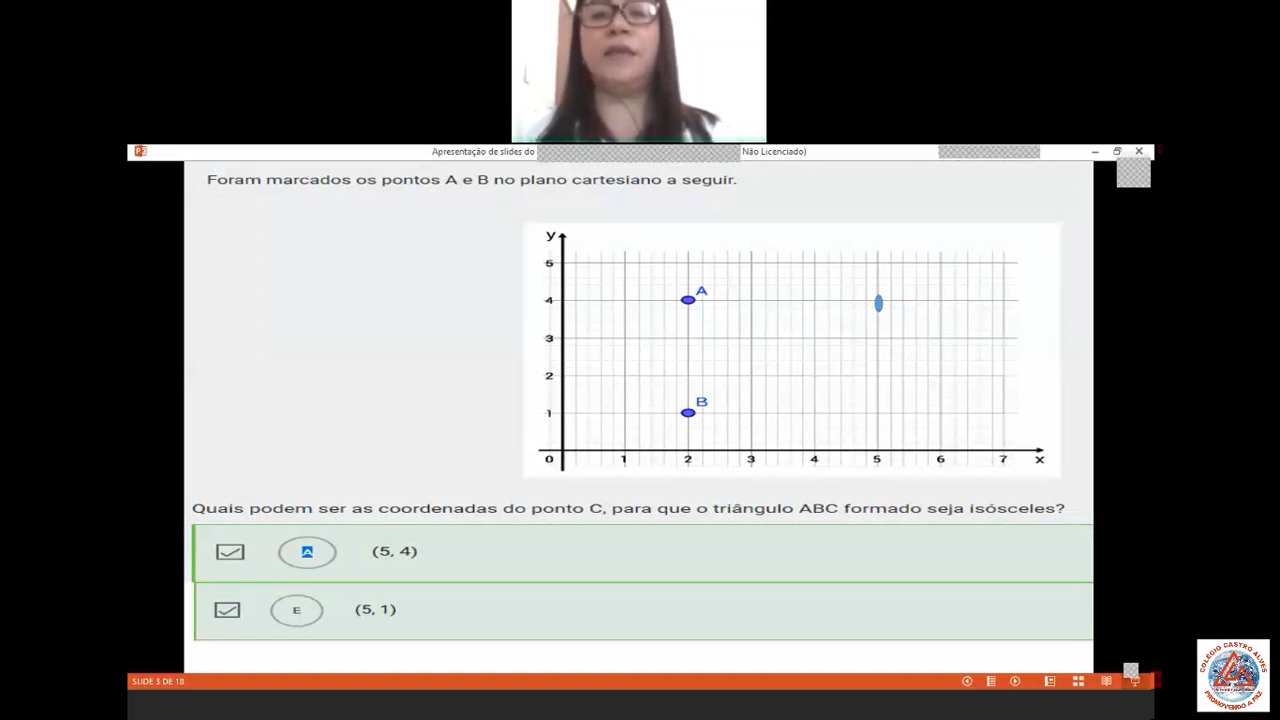 Apresentação de slides do
Não Licenciado)
Foram marcados os pontos A e B no plano cartesiano a seguir.
y
5
4
3
2
1
0
1
2
3
4
5
6
7
x
A
B
Quais podem ser as coordenadas do ponto C, para que o triângulo ABC formado seja isósceles?
A (5, 4)
E (5, 1)
SLIDE 3 DE 18
COLÉGIO CASTRO ALVES
PROMOVENDO A PAZ